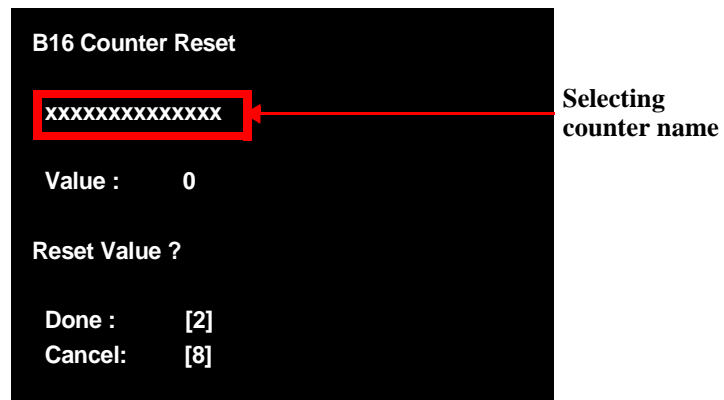 B16 Counter Reset
xxxxxxxxxxxxxx
Selecting
counter name
Value : 0
Reset Value ?
Done : [2]
Cancel: [8]